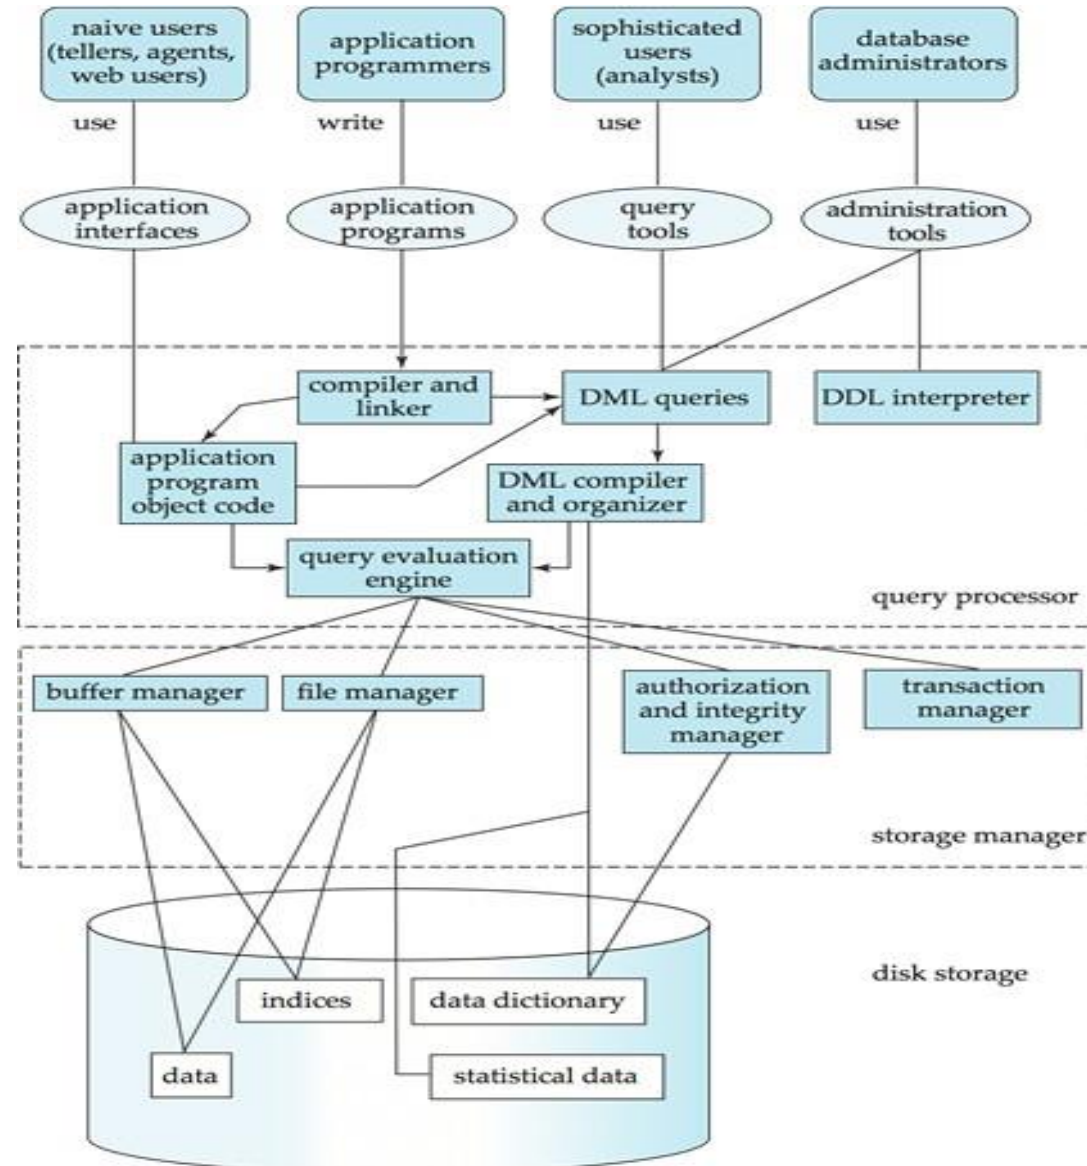 naive users
(tellers, agents,
web users)
application
programmers
sophisticated
users
(analysts)
database
administrators
use
write
use
use
application
interfaces
application
programs
query
tools
administration
tools
compiler and
linker
DML queries
DDL interpreter
application
program
object code
DML compiler
and organizer
query evaluation
engine
query processor
buffer manager
file manager
authorization
and integrity
manager
transaction
manager
storage manager
disk storage
indices
data dictionary
data
statistical data